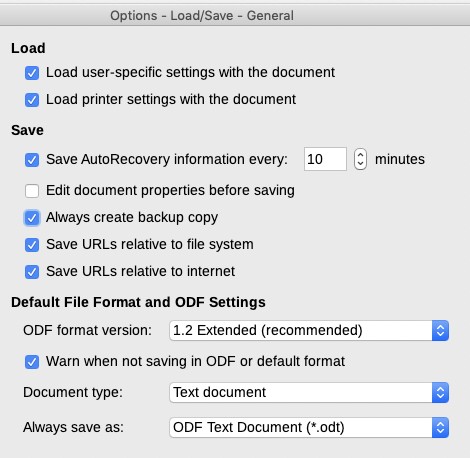 Options - Load/Save - General
Load
Load user-specific settings with the document
Load printer settings with the document
Save
Save AutoRecovery information every: 10 minutes
Edit document properties before saving
Always create backup copy
Save URLs relative to file system
Save URLs relative to internet
Default File Format and ODF Settings
ODF format version: 1.2 Extended (recommended)
Warn when not saving in ODF or default format
Document type: Text document
Always save as: ODF Text Document (*.odt)